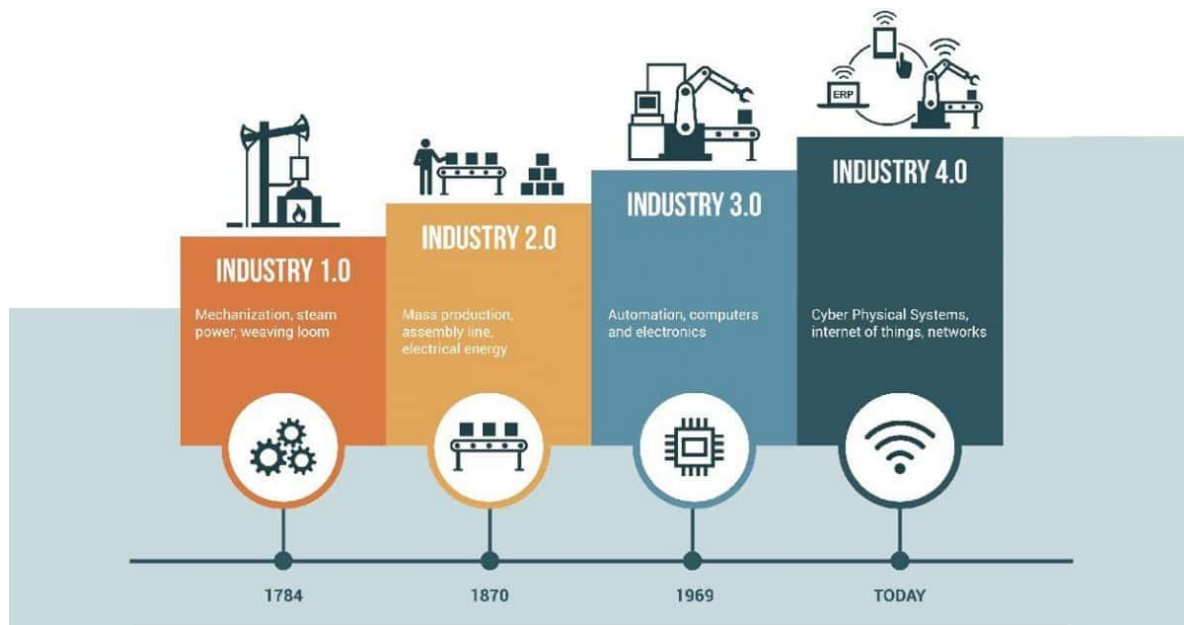 ERP
INDUSTRY 1.0
Mechanization, steam
power, weaving loom
INDUSTRY 2.0
Mass production,
assembly line,
electrical energy
INDUSTRY 3.0
Automation, computers
and electronics
INDUSTRY 4.0
Cyber Physical Systems,
internet of things, networks
1784
1870
1969
TODAY